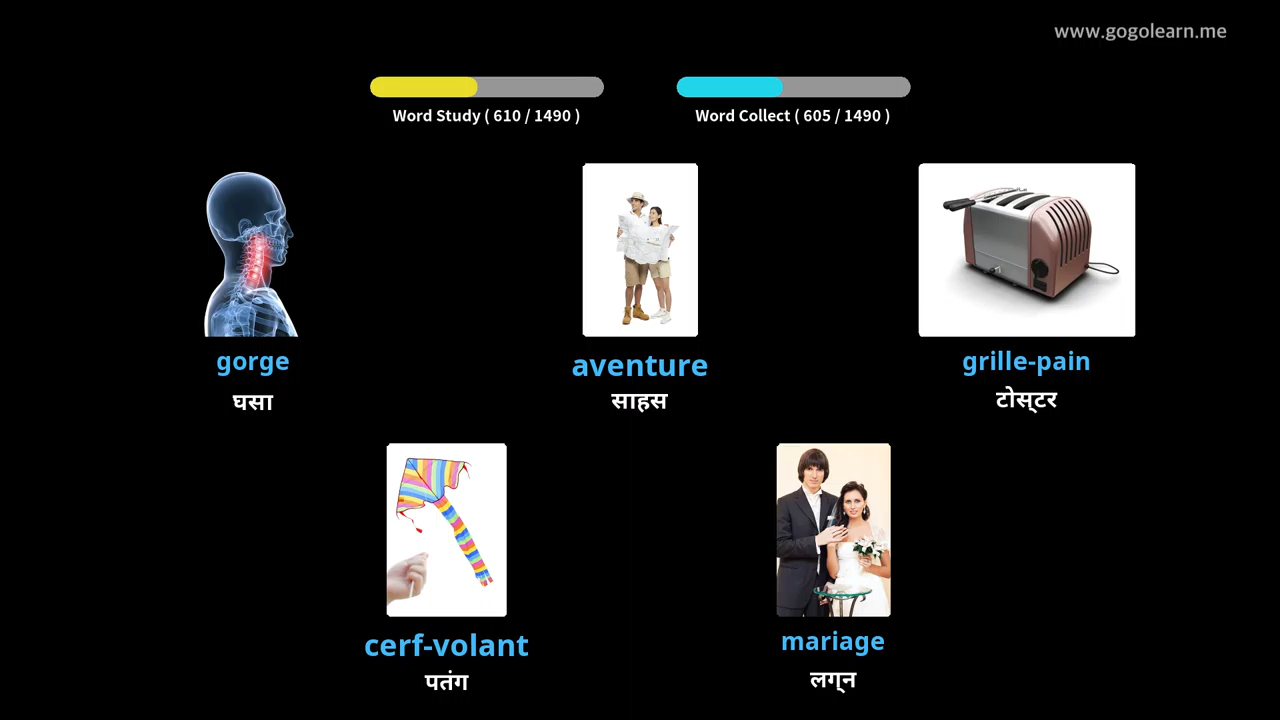 www.gogolearn.me
Word Study ( 610 / 1490 )
Word Collect ( 605 / 1490 )
gorge
घसा
aventure
साहस
grille-pain
टोस्टर
cerf-volant
पतंग
mariage
लग्न